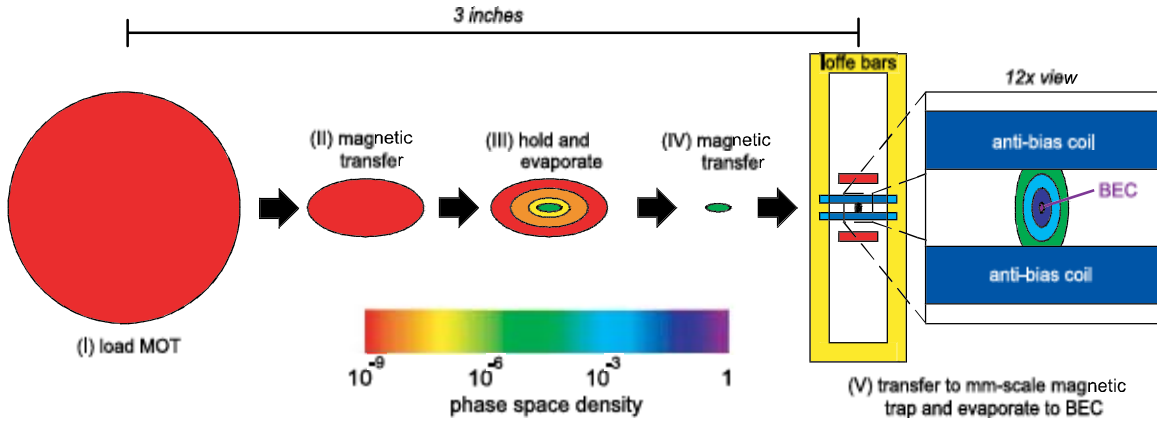 3 inches
Ioffe bars
12x view
(II) magnetic
transfer
(III) hold and
evaporate
(IV) magnetic
transfer
anti-bias coil
BEC
anti-bias coil
(I) load MOT
10-9
10-6
10-3
1
phase space density
(V) transfer to mm-scale magnetic
trap and evaporate to BEC